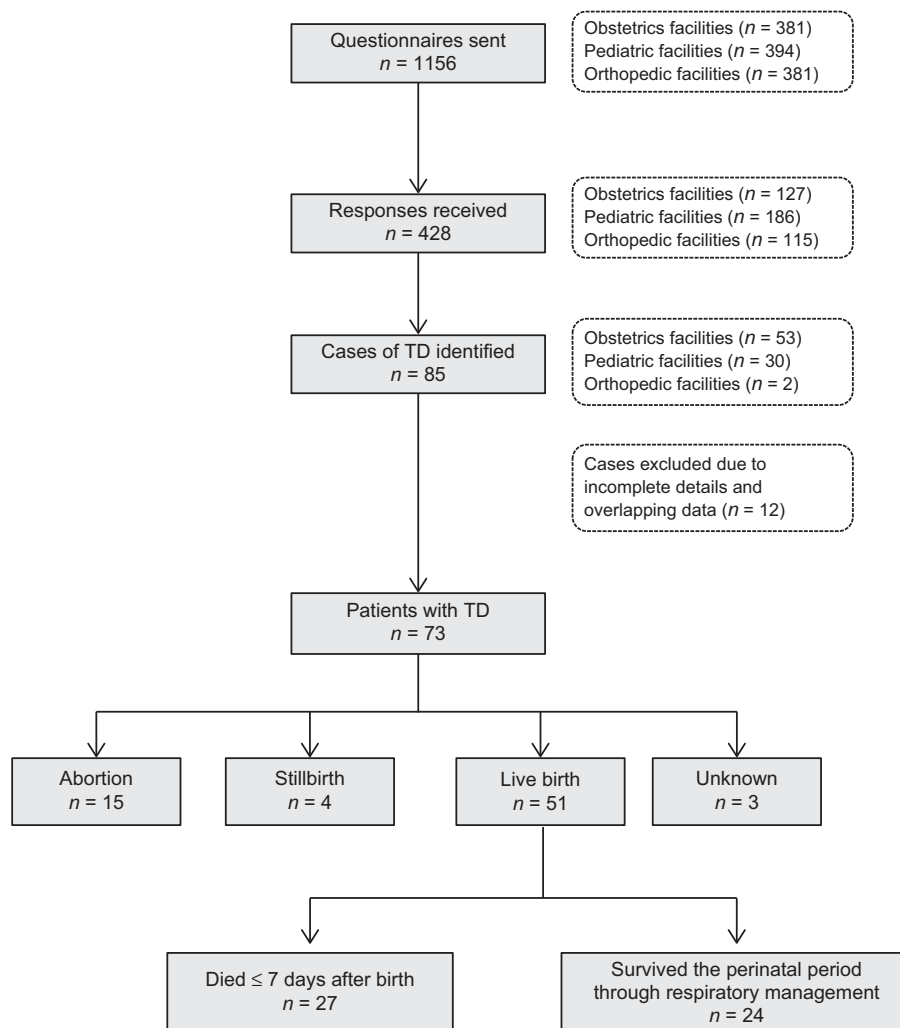 Questionnaires sent
n = 1156
Obstetrics facilities (n = 381)
Pediatric facilities (n = 394)
Orthopedic facilities (n = 381)
Responses received
n = 428
Obstetrics facilities (n = 127)
Pediatric facilities (n = 186)
Orthopedic facilities (n = 115)
Cases of TD identified
n = 85
Obstetrics facilities (n = 53)
Pediatric facilities (n = 30)
Orthopedic facilities (n = 2)
Cases excluded due to
incomplete details and
overlapping data (n = 12)
Patients with TD
n = 73
Abortion
n = 15
Stillbirth
n = 4
Live birth
n = 51
Unknown
n = 3
Died ≤ 7 days after birth
n = 27
Survived the perinatal period
through respiratory management
n = 24